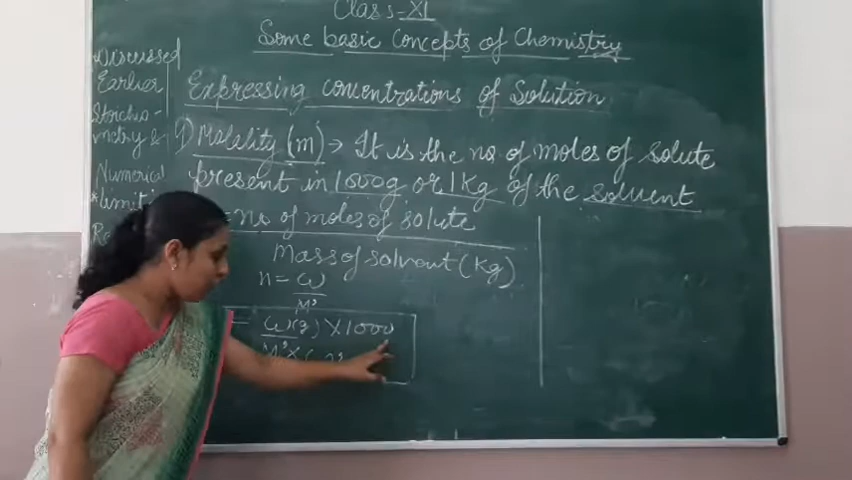 Class-XI
Some basic Concepts of Chemistry
*Discussed
Earlier
Stoichio-
metry &
Numerical
*limiti
Expressing concentrations of Solution
1) Molality (m) → It is the no of moles of solute
present in 1000g or 1Kg of the solvent
no of moles of solute
Mass of solvent (Kg)
n = ω
M'
= ω(g) × 1000
M' ×